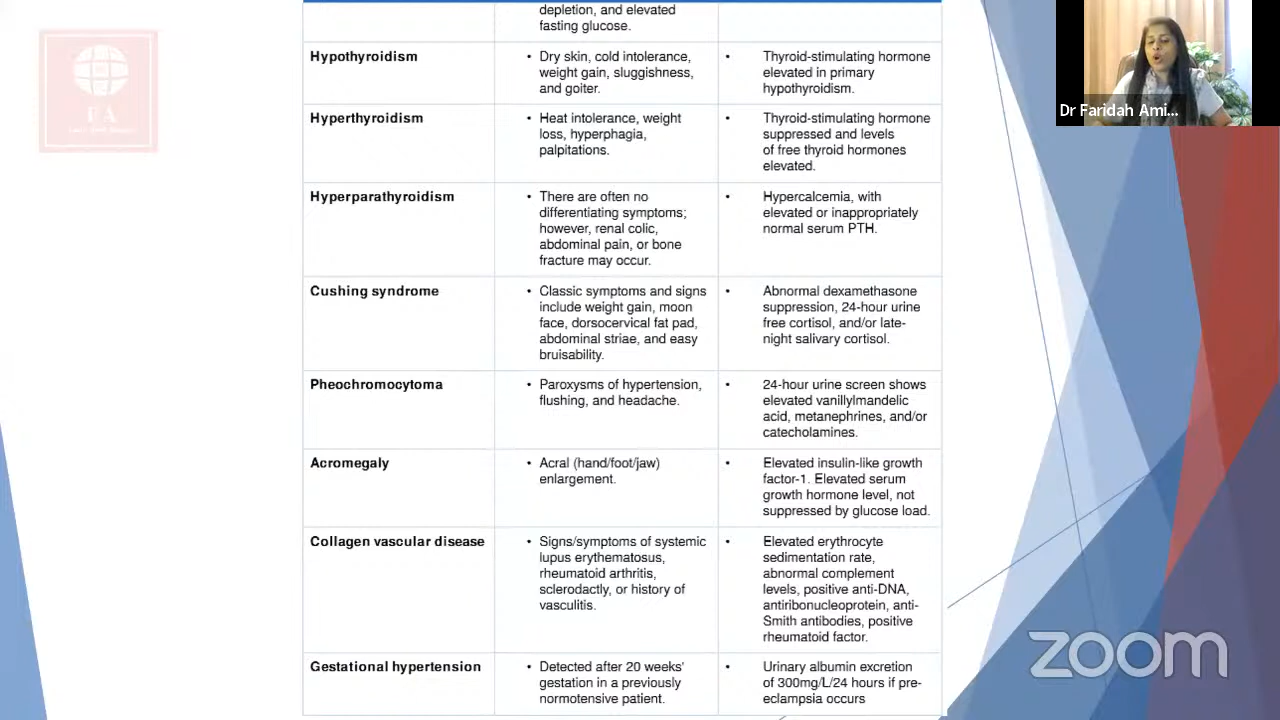 depletion, and elevated
fasting glucose.
Hypothyroidism
• Dry skin, cold intolerance,
weight gain, sluggishness,
and goiter.
• Thyroid-stimulating hormone
elevated in primary
hypothyroidism.
Hyperthyroidism
• Heat intolerance, weight
loss, hyperphagia,
palpitations.
• Thyroid-stimulating hormone
suppressed and levels
of free thyroid hormones
elevated.
Hyperparathyroidism
• There are often no
differentiating symptoms;
however, renal colic,
abdominal pain, or bone
fracture may occur.
• Hypercalcemia, with
elevated or inappropriately
normal serum PTH.
Cushing syndrome
• Classic symptoms and signs
include weight gain, moon
face, dorsocervical fat pad,
abdominal striae, and easy
bruisability.
• Abnormal dexamethasone
suppression, 24-hour urine
free cortisol, and/or late-
night salivary cortisol.
Pheochromocytoma
• Paroxysms of hypertension,
flushing, and headache.
• 24-hour urine screen shows
elevated vanillylmandelic
acid, metanephrines, and/or
catecholamines.
Acromegaly
• Acral (hand/foot/jaw)
enlargement.
• Elevated insulin-like growth
factor-1. Elevated serum
growth hormone level, not
suppressed by glucose load.
Collagen vascular disease
• Signs/symptoms of systemic
lupus erythematosus,
rheumatoid arthritis,
sclerodactly, or history of
vasculitis.
• Elevated erythrocyte
sedimentation rate,
abnormal complement
levels, positive anti-DNA,
antiribonucleoprotein, anti-
Smith antibodies, positive
rheumatoid factor.
Gestational hypertension
• Detected after 20 weeks'
gestation in a previously
normotensive patient.
• Urinary albumin excretion
of 300mg/L/24 hours if pre-
eclampsia occurs
Dr Faridah Ami...
zoom